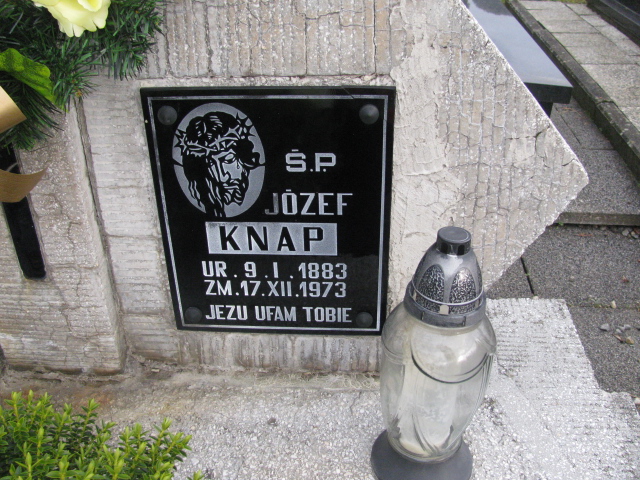 Ś.P.
JÓZEF
KNAP
UR. 9. I. 1883
ZM. 17. XII. 1973
JEZU UFAM TOBIE